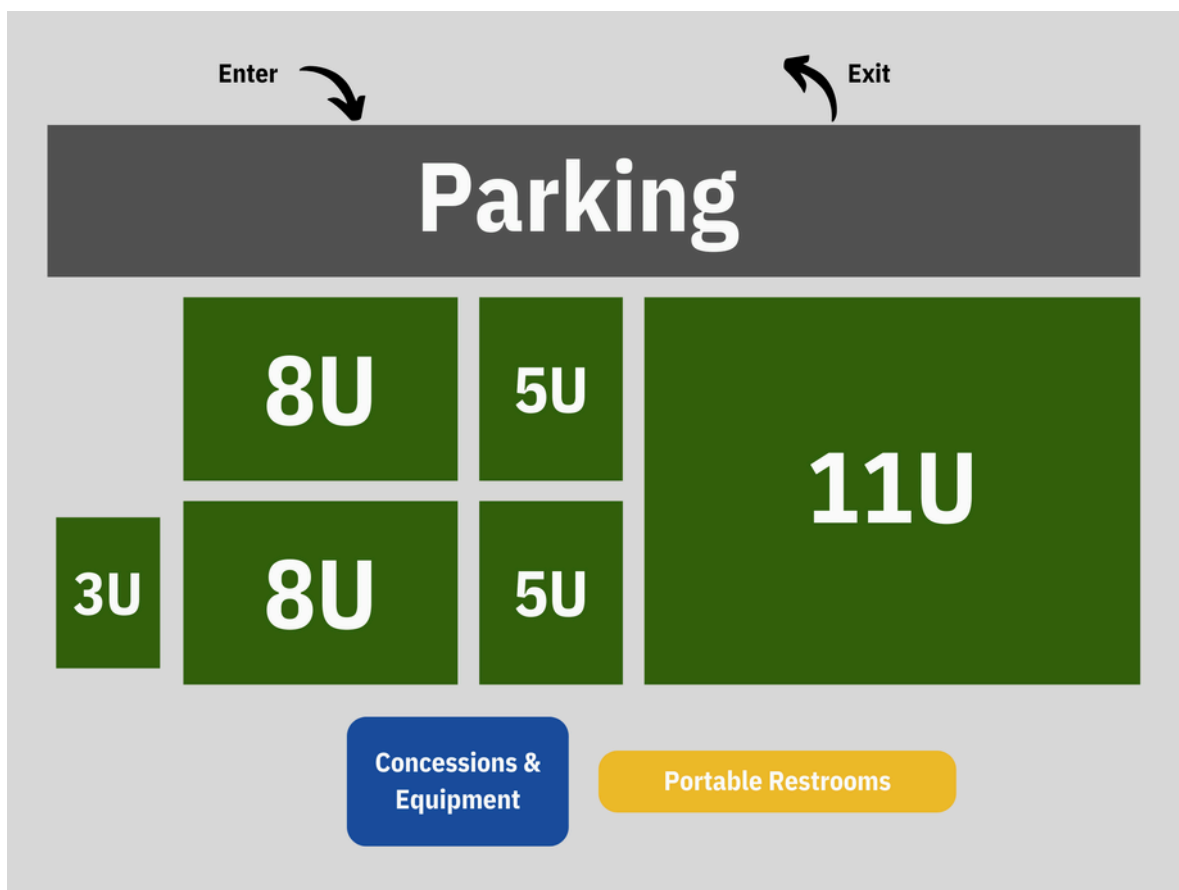 Enter
Exit
Parking
8U
5U
11U
3U
8U
5U
Concessions &
Equipment
Portable Restrooms